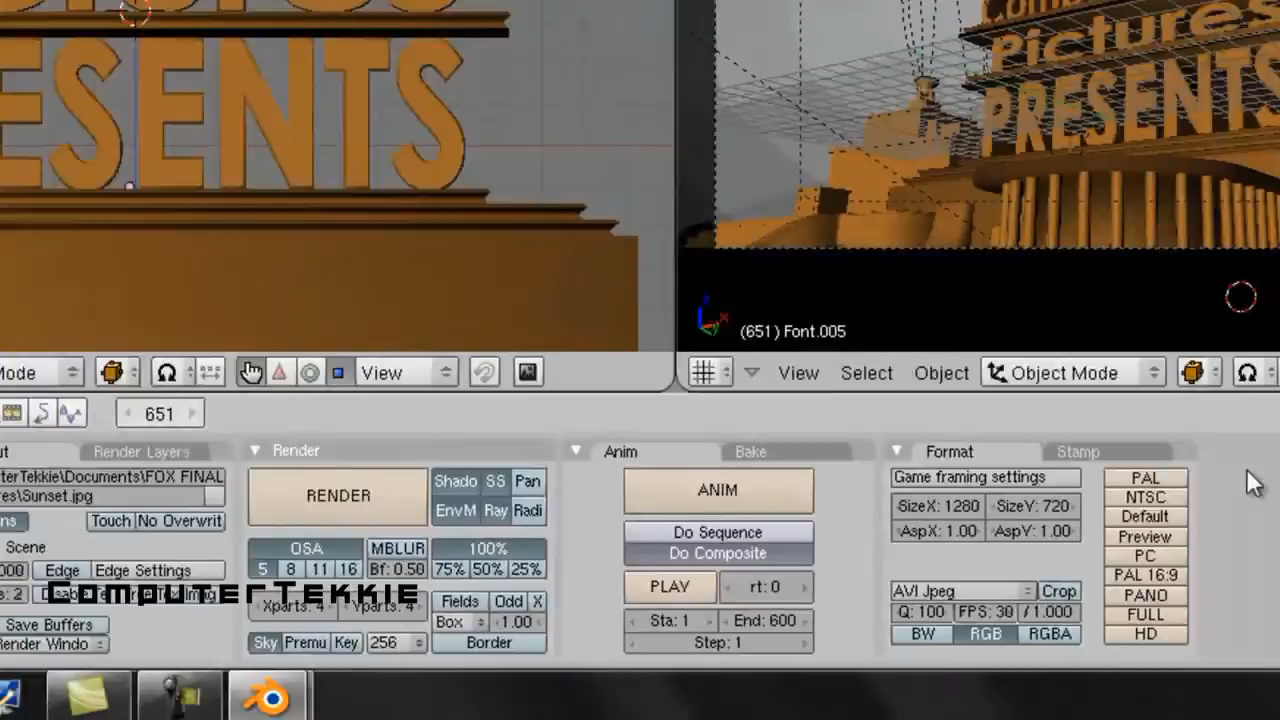 Pictures
ESENTS
PRESENTS
(651) Font.005
Mode
View
View Select Object Object Mode
651
ut Render Layers Render Anim Bake Format Stamp
terTekkie\Documents\FOX FINAL
res\Sunset.jpg
ns Touch No Overwrit
Scene
000 Edge Edge Settings
s: 2
ComputerTekkie
Save Buffers
Render Windo
RENDER
Shado SS Pan
EnvM Ray Radi
OSA MBLUR 100%
5 8 11 16 Bf: 0.50 75% 50% 25%
Xparts: 4 Yparts: 4 Fields Odd X
Box 1.00
Sky Premu Key 256 Border
ANIM
Do Sequence
Do Composite
PLAY rt: 0
Sta: 1 End: 600
Step: 1
Game framing settings
SizeX: 1280 SizeY: 720
AspX: 1.00 AspY: 1.00
AVI Jpeg Crop
Q: 100 FPS: 30 / 1.000
BW RGB RGBA
PAL
NTSC
Default
Preview
PC
PAL 16:9
PANO
FULL
HD